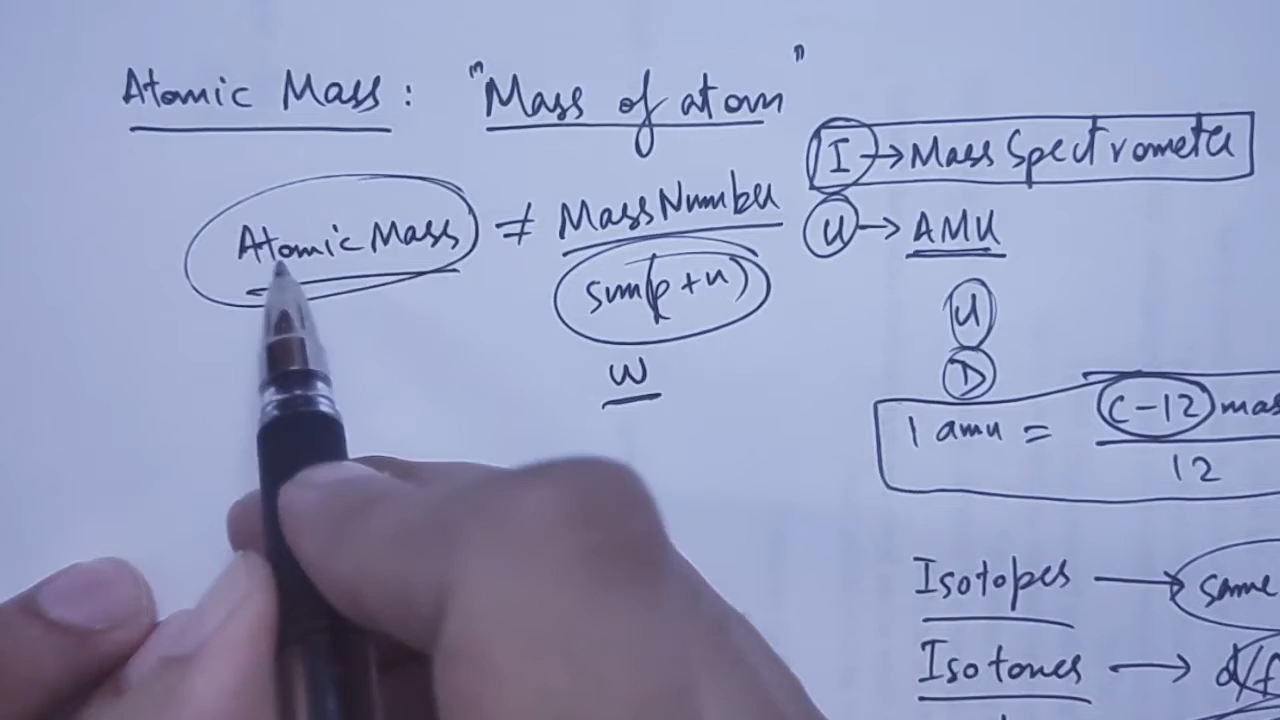 Atomic Mass : "Mass of atom"
I → Mass Spectrometer
Atomic Mass ≠ Mass Number
U → AMU
sum(p+n)
U
W
D
1 amu = C-12 mas
12
Isotopes → same
Isotones →